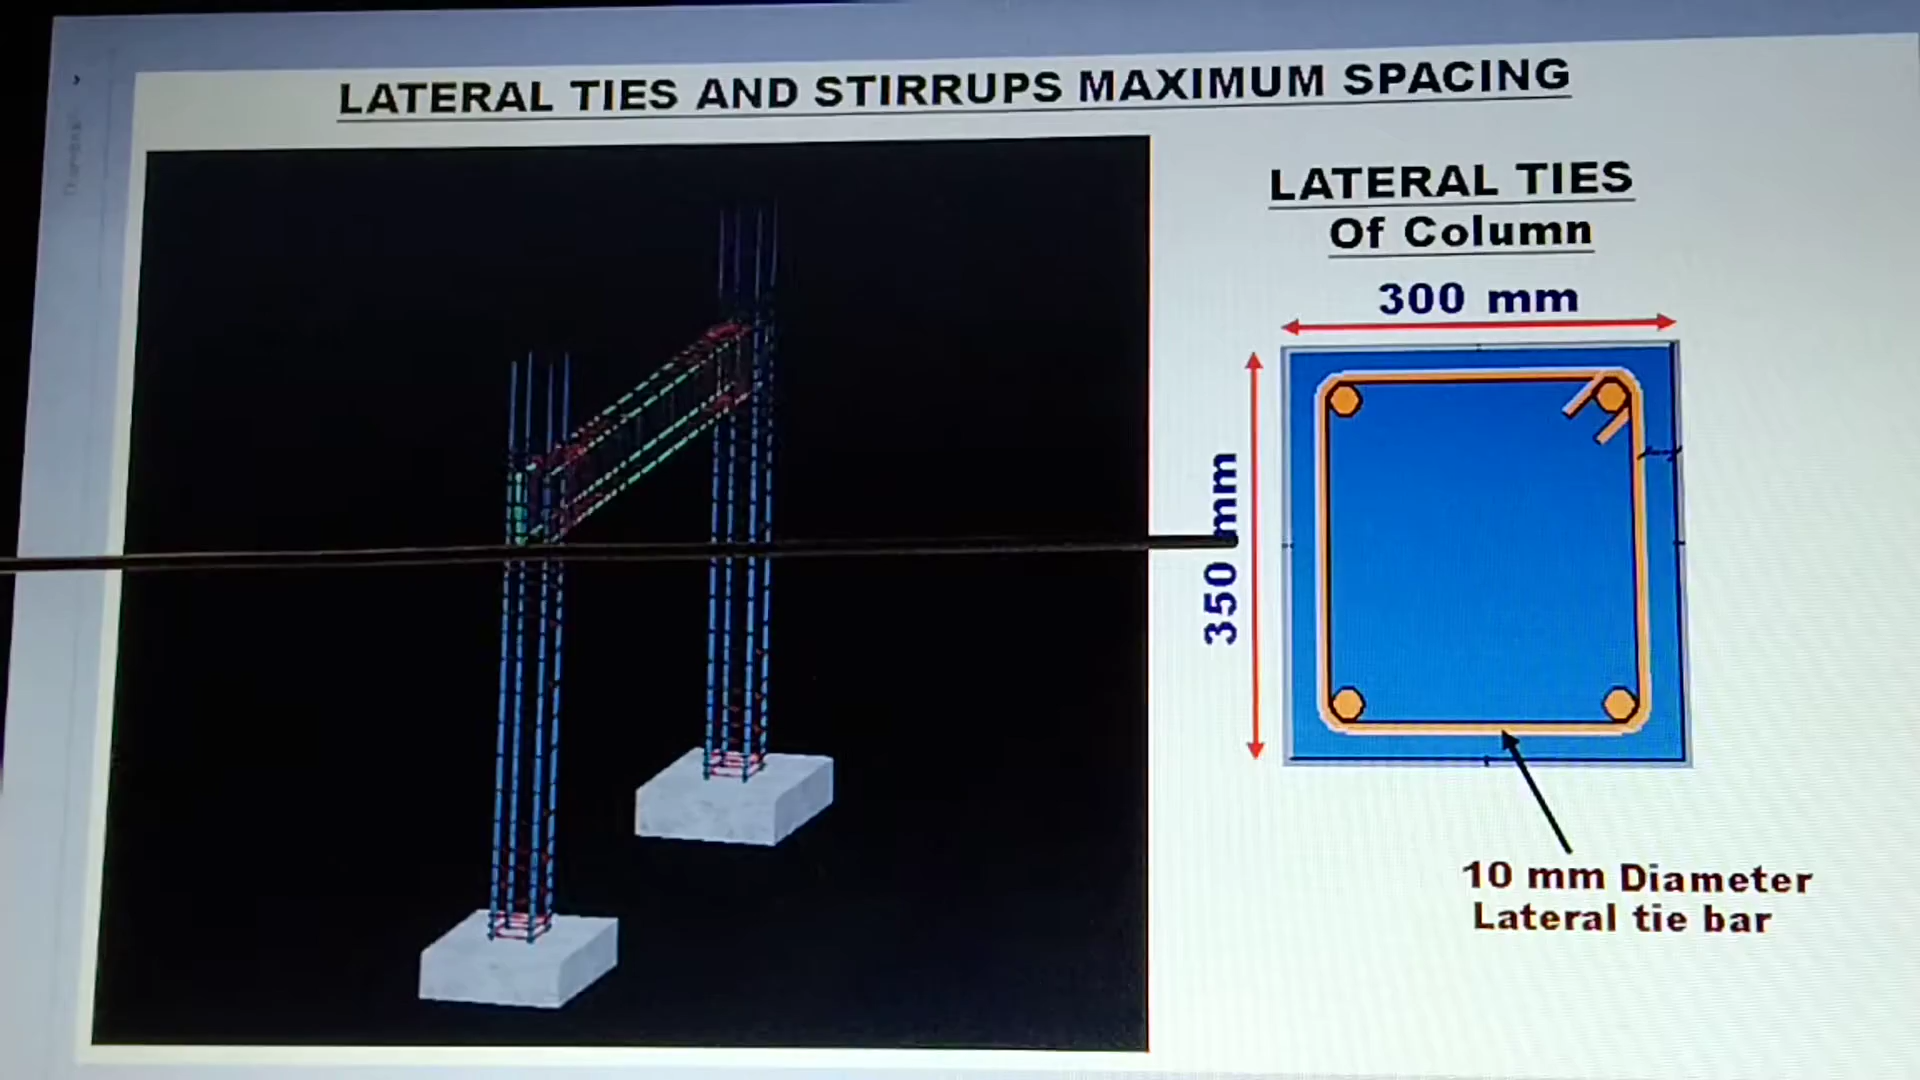 LATERAL TIES AND STIRRUPS MAXIMUM SPACING
LATERAL TIES
Of Column
300 mm
350 mm
10 mm Diameter
Lateral tie bar